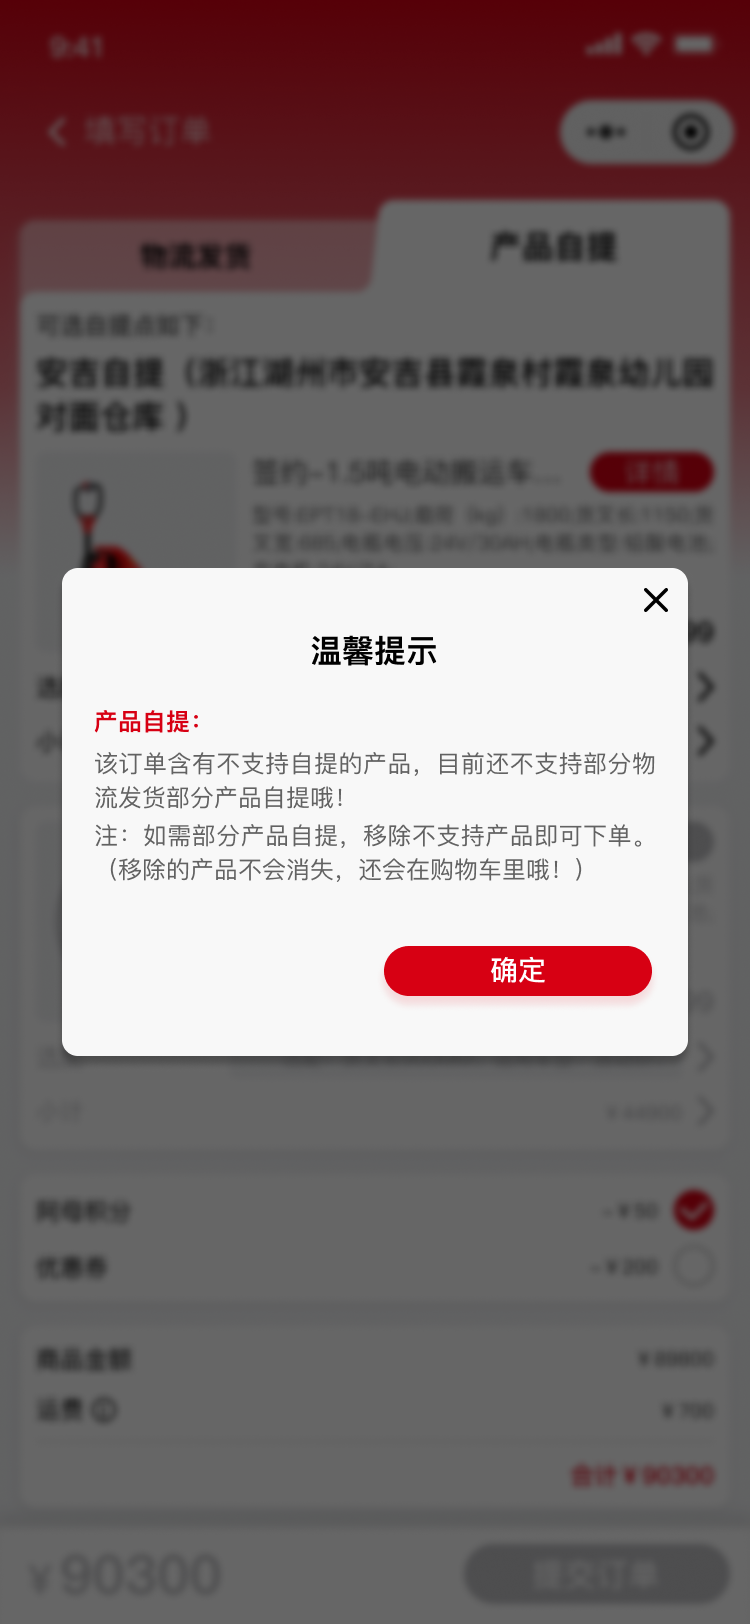 9:41
填写订单
物流发货
产品自提
可选自提点如下：
安吉自提（浙江湖州市安吉县霞泉村霞泉幼儿园
对面仓库 ）
签约-1.5吨电动搬运车...
详情
温馨提示
产品自提：
该订单含有不支持自提的产品，目前还不支持部分物
流发货部分产品自提哦！
注：如需部分产品自提，移除不支持产品即可下单。
（移除的产品不会消失，还会在购物车里哦！）
确定
小计
阿母积分
-￥50
优惠券
-￥200
商品金额
￥89800
运费
￥700
合计￥90300
￥90300
提交订单